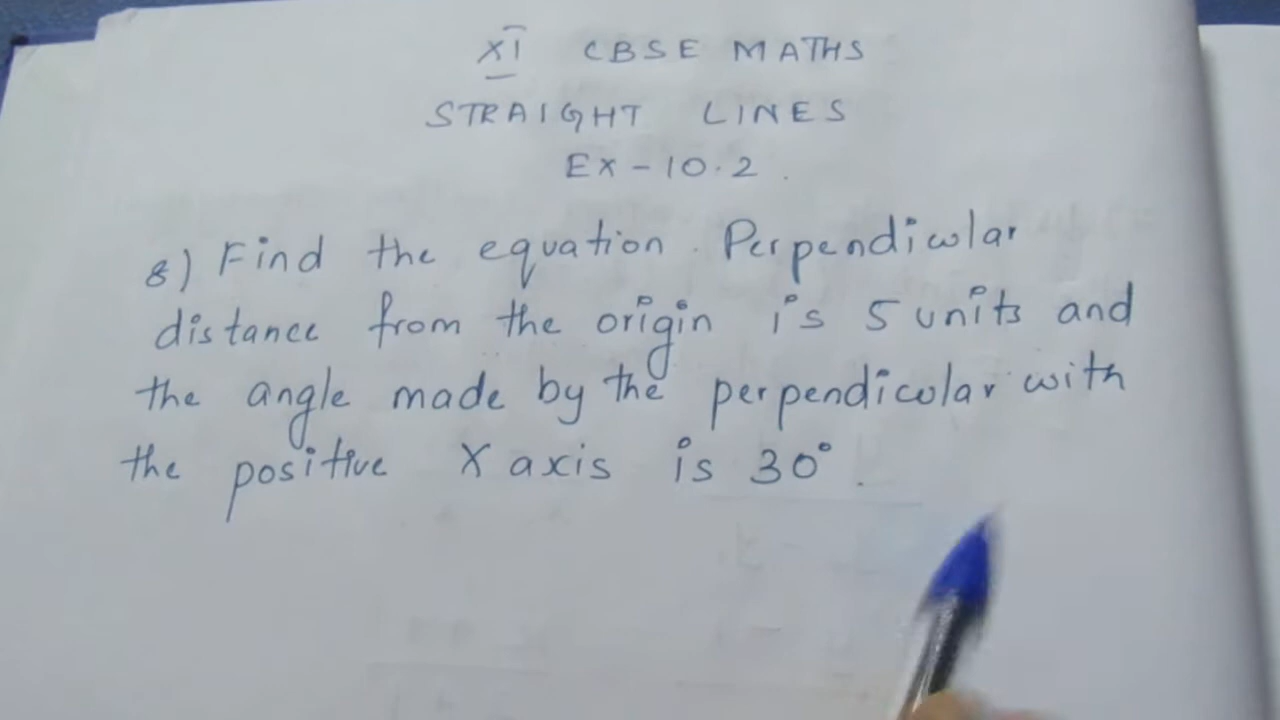 XI CBSE MATHS
STRAIGHT LINES
EX-10.2.
8) Find the equation. Perpendicular
distance from the origin is 5 units and
the angle made by the perpendicular with
the positive X axis is 30°.